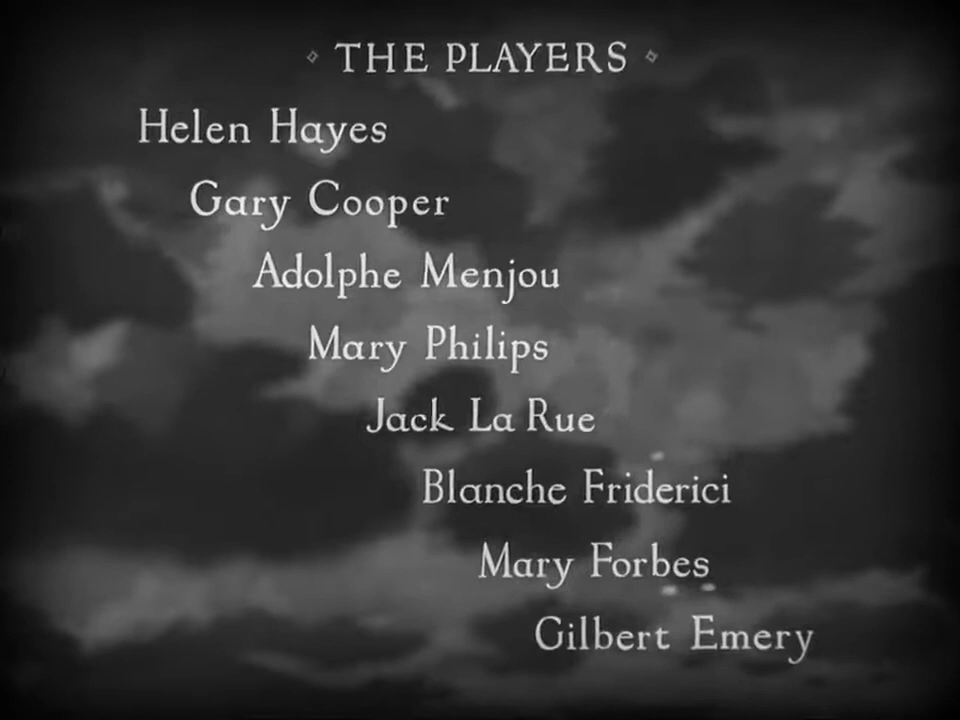 THE PLAYERS
Helen Hayes
Gary Cooper
Adolphe Menjou
Mary Philips
Jack La Rue
Blanche Friderici
Mary Forbes
Gilbert Emery